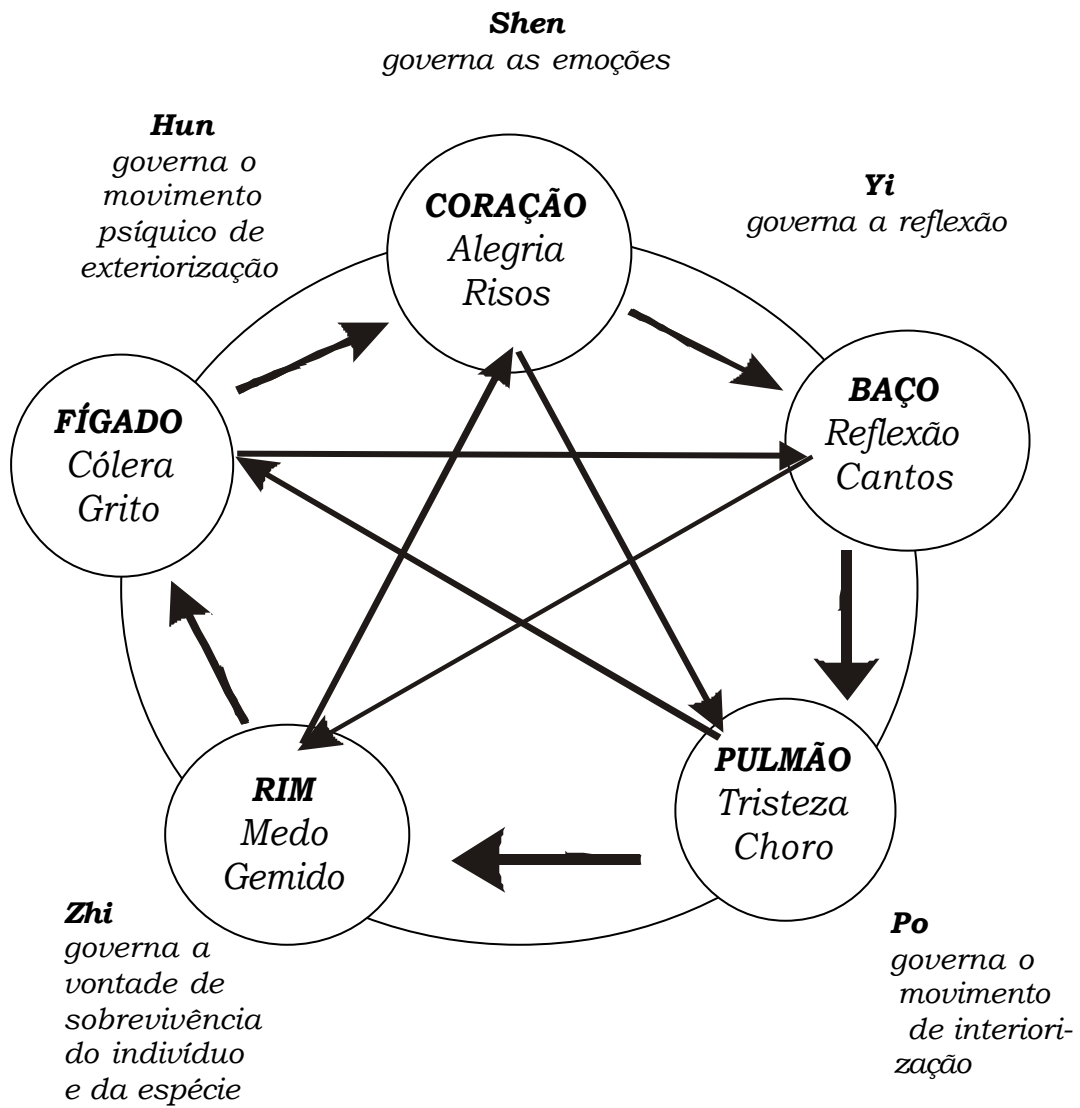 Shen
governa as emoções
Hun
governa o
movimento
psíquico de
exteriorização
Yi
governa a reflexão
CORAÇÃO
Alegria
Risos
FÍGADO
Cólera
Grito
BAÇO
Reflexão
Cantos
RIM
Medo
Gemido
PULMÃO
Tristeza
Choro
Zhi
governa a
vontade de
sobrevivência
do indivíduo
e da espécie
Po
governa o
movimento
de interiori-
zação